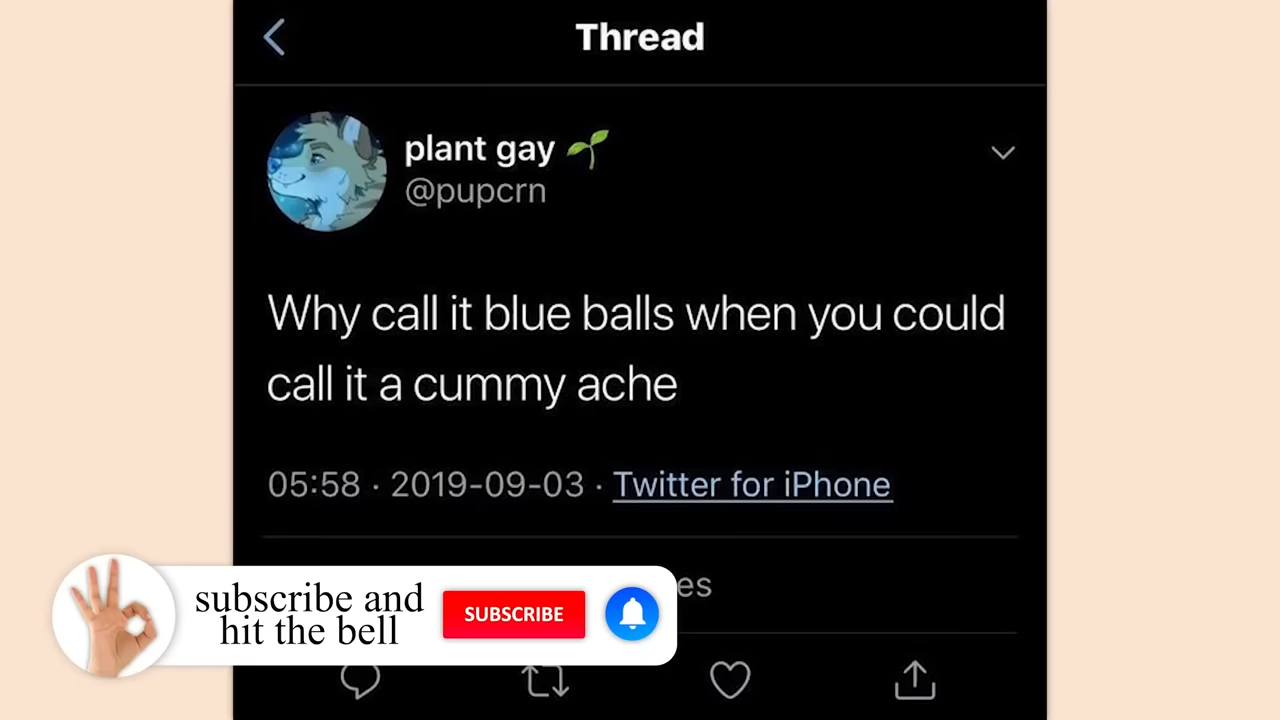 Thread
plant gay 🌱
@pupcrn
Why call it blue balls when you could
call it a cummy ache
05:58 · 2019-09-03 · Twitter for iPhone
es
subscribe and
hit the bell
SUBSCRIBE